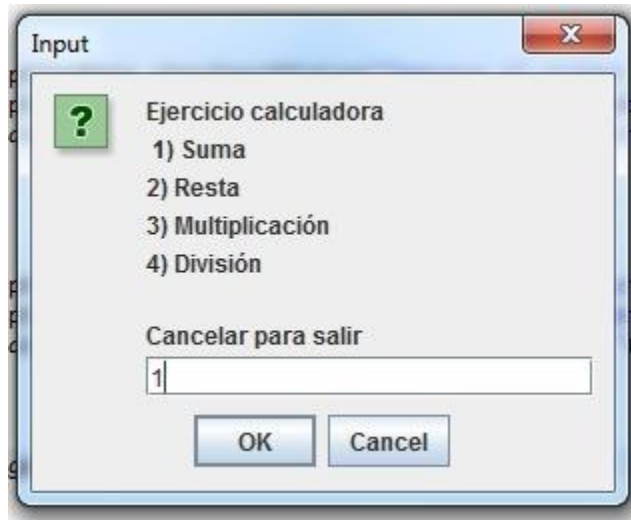 Input
Ejercicio calculadora
1) Suma
2) Resta
3) Multiplicación
4) División
Cancelar para salir
1
OK Cancel